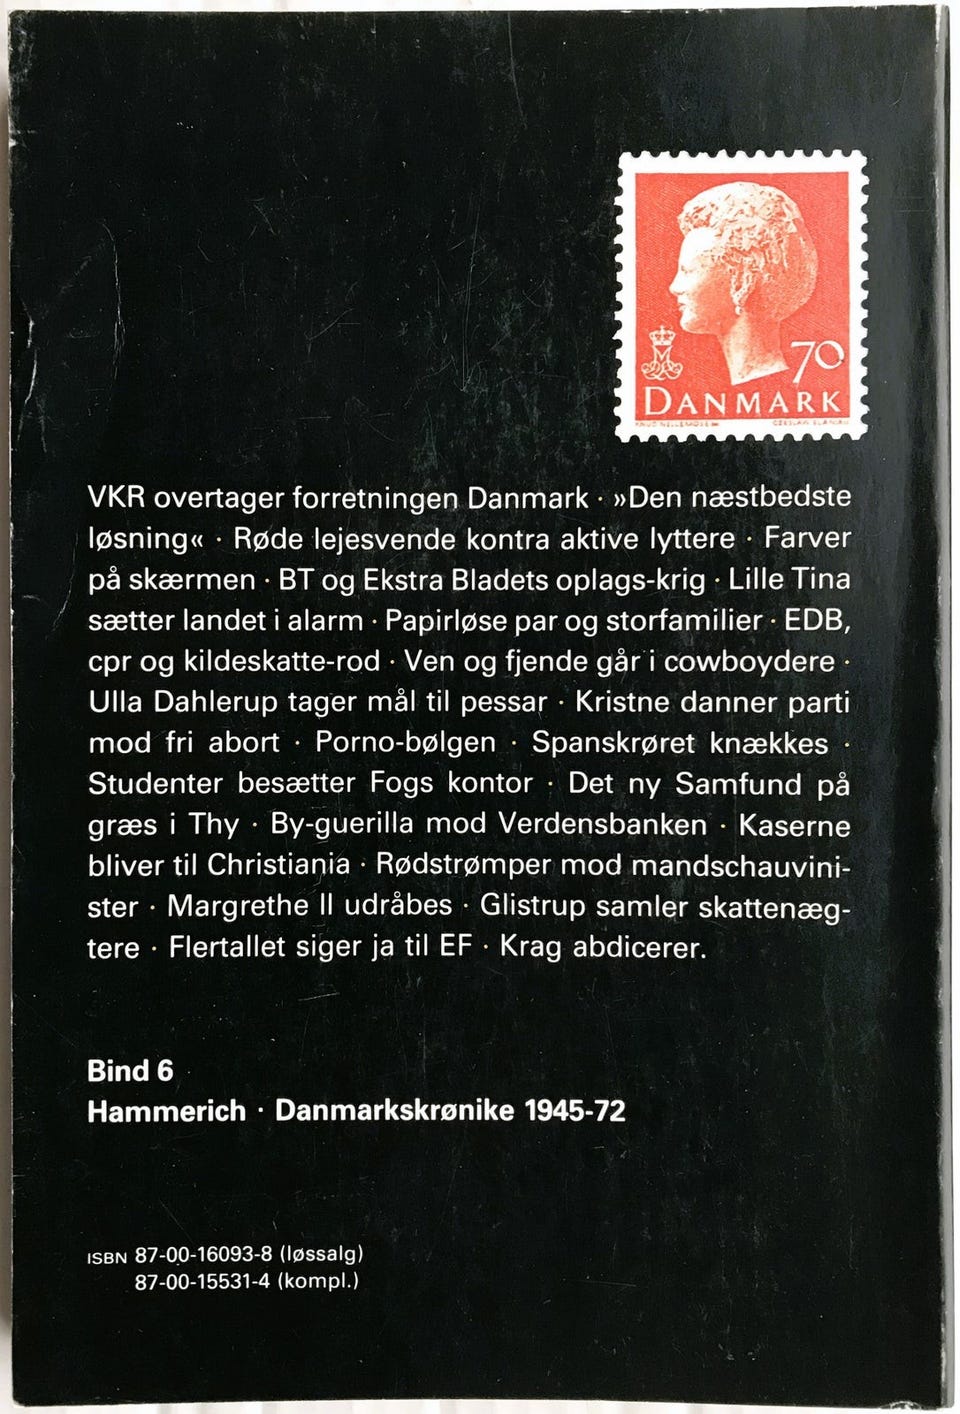 70
DANMARK
KNUD NELLEMOSE CZESLAW SLANIA
VKR overtager forretningen Danmark · »Den næstbedste
løsning« · Røde lejesvende kontra aktive lyttere · Farver
på skærmen · BT og Ekstra Bladets oplags-krig · Lille Tina
sætter landet i alarm · Papirløse par og storfamilier · EDB,
cpr og kildeskatte-rod · Ven og fjende går i cowboydere ·
Ulla Dahlerup tager mål til pessar · Kristne danner parti
mod fri abort · Porno-bølgen · Spanskrøret knækkes ·
Studenter besætter Fogs kontor · Det ny Samfund på
græs i Thy · By-guerilla mod Verdensbanken · Kaserne
bliver til Christiania · Rødstrømper mod mandschauvini-
ster · Margrethe II udråbes · Glistrup samler skattenæg-
tere · Flertallet siger ja til EF · Krag abdicerer.
Bind 6
Hammerich · Danmarkskrønike 1945-72
ISBN 87-00-16093-8 (løssalg)
87-00-15531-4 (kompl.)